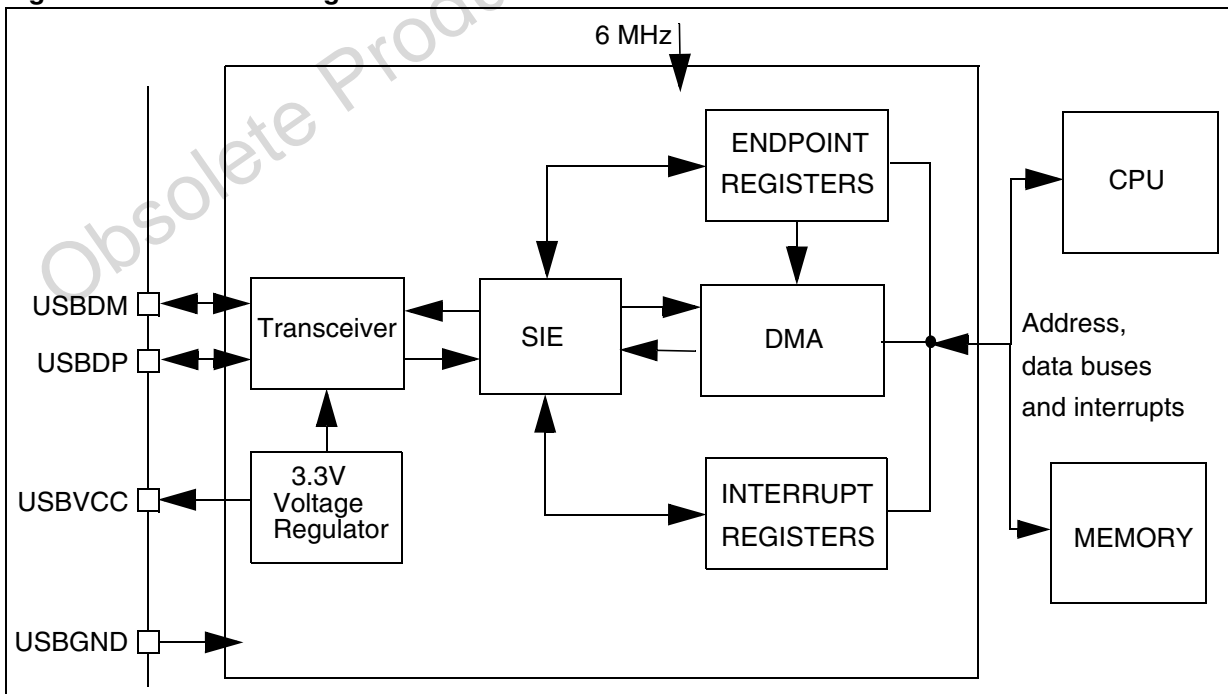 6 MHz
ENDPOINT
REGISTERS
CPU
USBDM
Transceiver
SIE
DMA
Address,
data buses
and interrupts
USBDP
3.3V
Voltage
Regulator
USBVCC
INTERRUPT
REGISTERS
MEMORY
USBGND
Obsolete